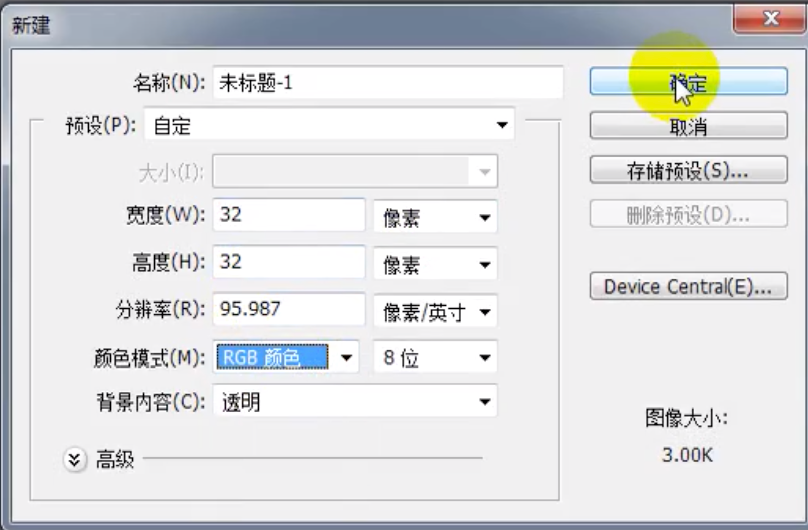 新建
名称(N): 未标题-1
确定
预设(P): 自定
取消
大小(I):
存储预设(S)...
宽度(W): 32 像素
删除预设(D)...
高度(H): 32 像素
Device Central(E)...
分辨率(R): 95.987 像素/英寸
颜色模式(M): RGB 颜色 8 位
背景内容(C): 透明
图像大小:
3.00K
高级